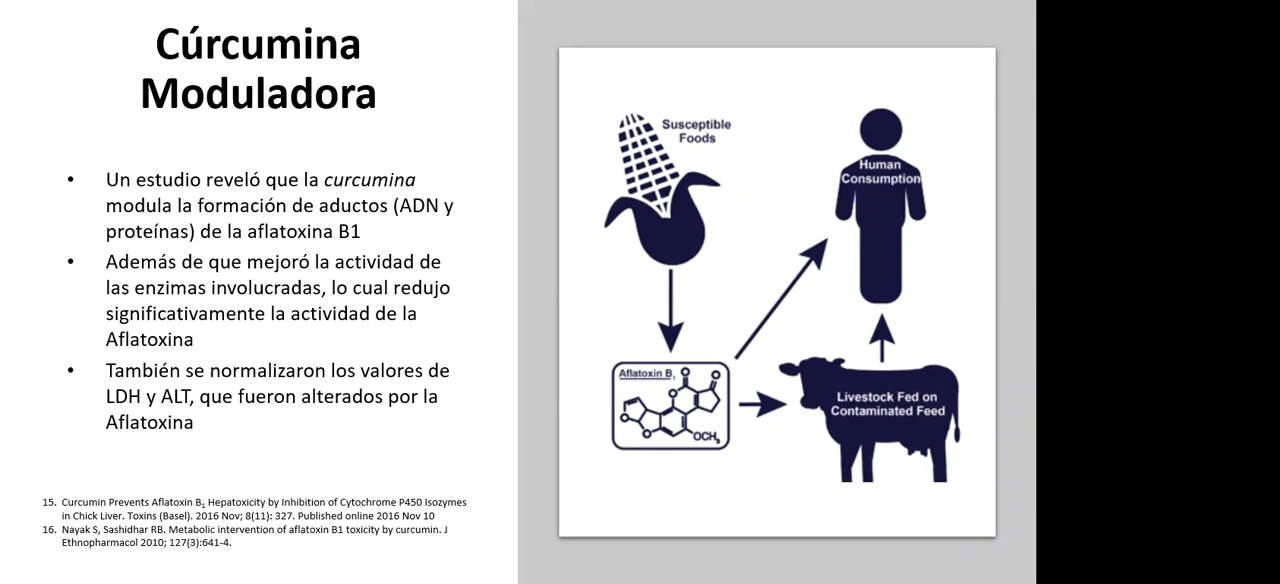 Cúrcumina
Moduladora
• Un estudio reveló que la curcumina
modula la formación de aductos (ADN y
proteínas) de la aflatoxina B1
• Además de que mejoró la actividad de
las enzimas involucradas, lo cual redujo
significativamente la actividad de la
Aflatoxina
• También se normalizaron los valores de
LDH y ALT, que fueron alterados por la
Aflatoxina
15. Curcumin Prevents Aflatoxin B₁ Hepatoxicity by Inhibition of Cytochrome P450 Isozymes
in Chick Liver. Toxins (Basel). 2016 Nov; 8(11): 327. Published online 2016 Nov 10
16. Nayak S, Sashidhar RB. Metabolic intervention of aflatoxin B1 toxicity by curcumin. J
Ethnopharmacol 2010; 127(3):641-4.
Susceptible
Foods
Human
Consumption
Aflatoxin B₁
O
O
O
O
O
OCH₃
Livestock Fed on
Contaminated Feed